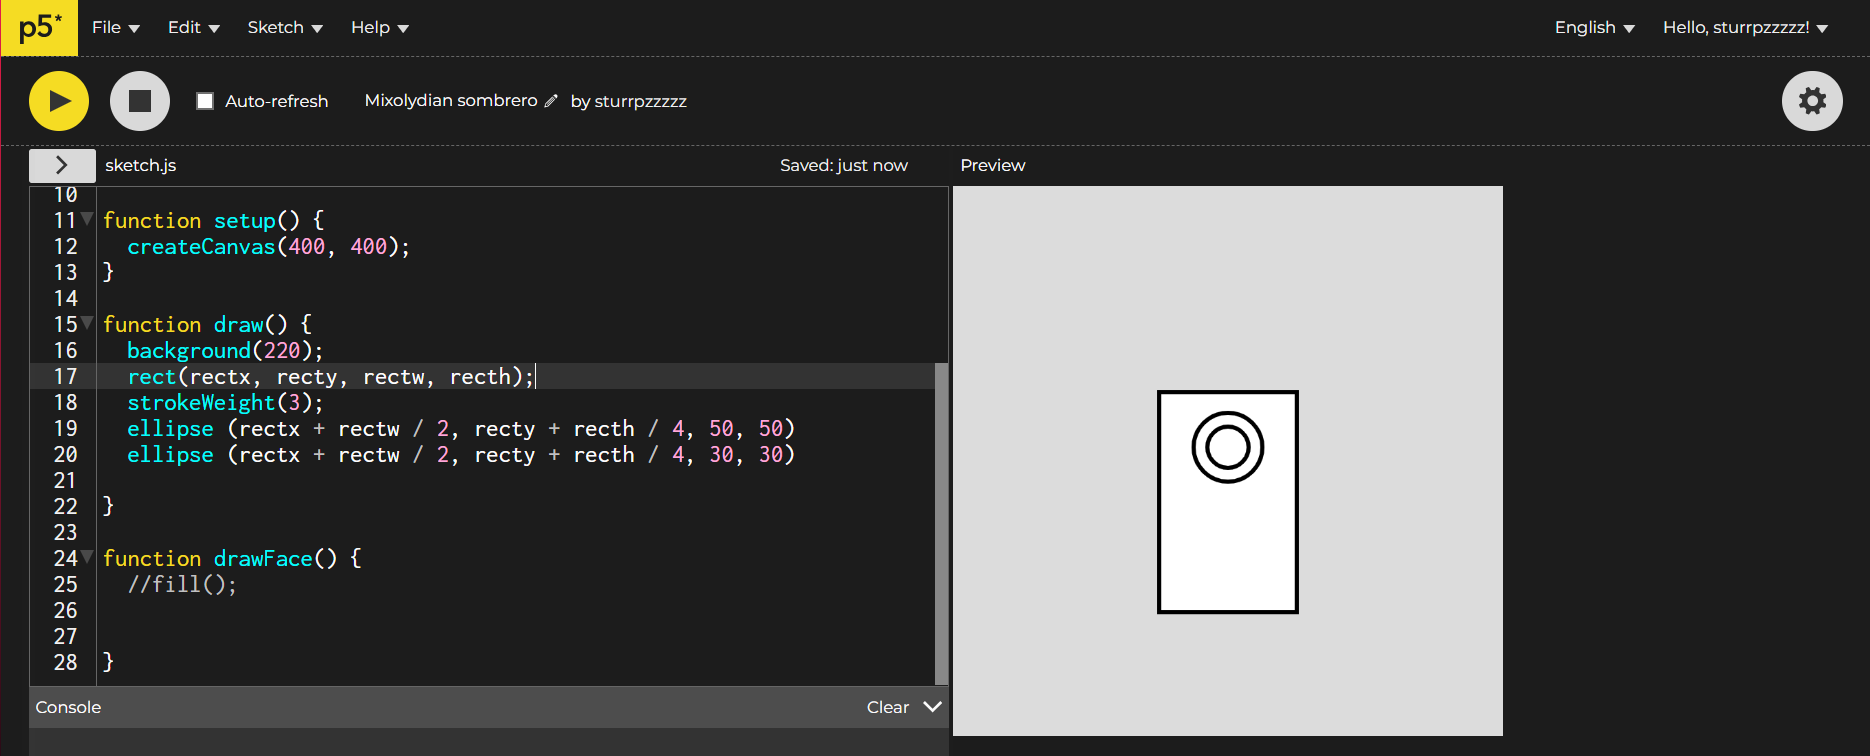 p5* File Edit Sketch Help English Hello, sturrpzzzzz!
Auto-refresh Mixolydian sombrero by sturrpzzzzz
sketch.js Saved: just now Preview
10
11 function setup() {
12 createCanvas(400, 400);
13 }
14
15 function draw() {
16 background(220);
17 rect(rectx, recty, rectw, recth);
18 strokeWeight(3);
19 ellipse (rectx + rectw / 2, recty + recth / 4, 50, 50)
20 ellipse (rectx + rectw / 2, recty + recth / 4, 30, 30)
21
22 }
23
24 function drawFace() {
25 //fill();
26
27
28 }
Console Clear